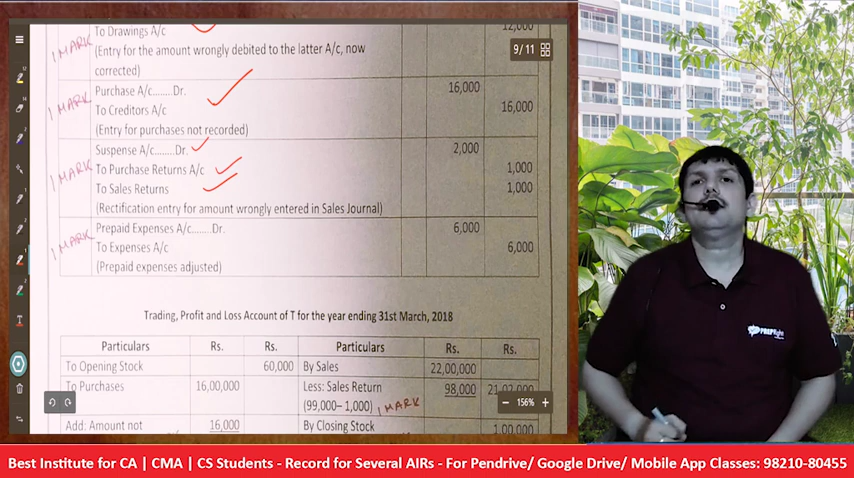 12,000
To Drawings A/c
1 MARK
(Entry for the amount wrongly debited to the latter A/c, now
corrected)
9/11
Purchase A/c......Dr.
16,000
1 MARK
To Creditors A/c
16,000
(Entry for purchases not recorded)
Suspense A/c........Dr.
2,000
1 MARK
To Purchase Returns A/c
1,000
To Sales Returns
1,000
(Rectification entry for amount wrongly entered in Sales Journal)
1 MARK
Prepaid Expenses A/c......Dr.
6,000
To Expenses A/c
6,000
(Prepaid expenses adjusted)
Trading, Profit and Loss Account of T for the year ending 31st March, 2018
Particulars Rs. Rs. Particulars Rs. Rs.
To Opening Stock 60,000 By Sales 22,00,000
To Purchases 16,00,000 Less: Sales Return 98,000 21,02,000
(99,000– 1,000) 1 MARK
156%
Add: Amount not 16,000 By Closing Stock 1,00,000
PREPflight
Best Institute for CA | CMA | CS Students - Record for Several AIRs - For Pendrive/ Google Drive/ Mobile App Classes: 98210-80455